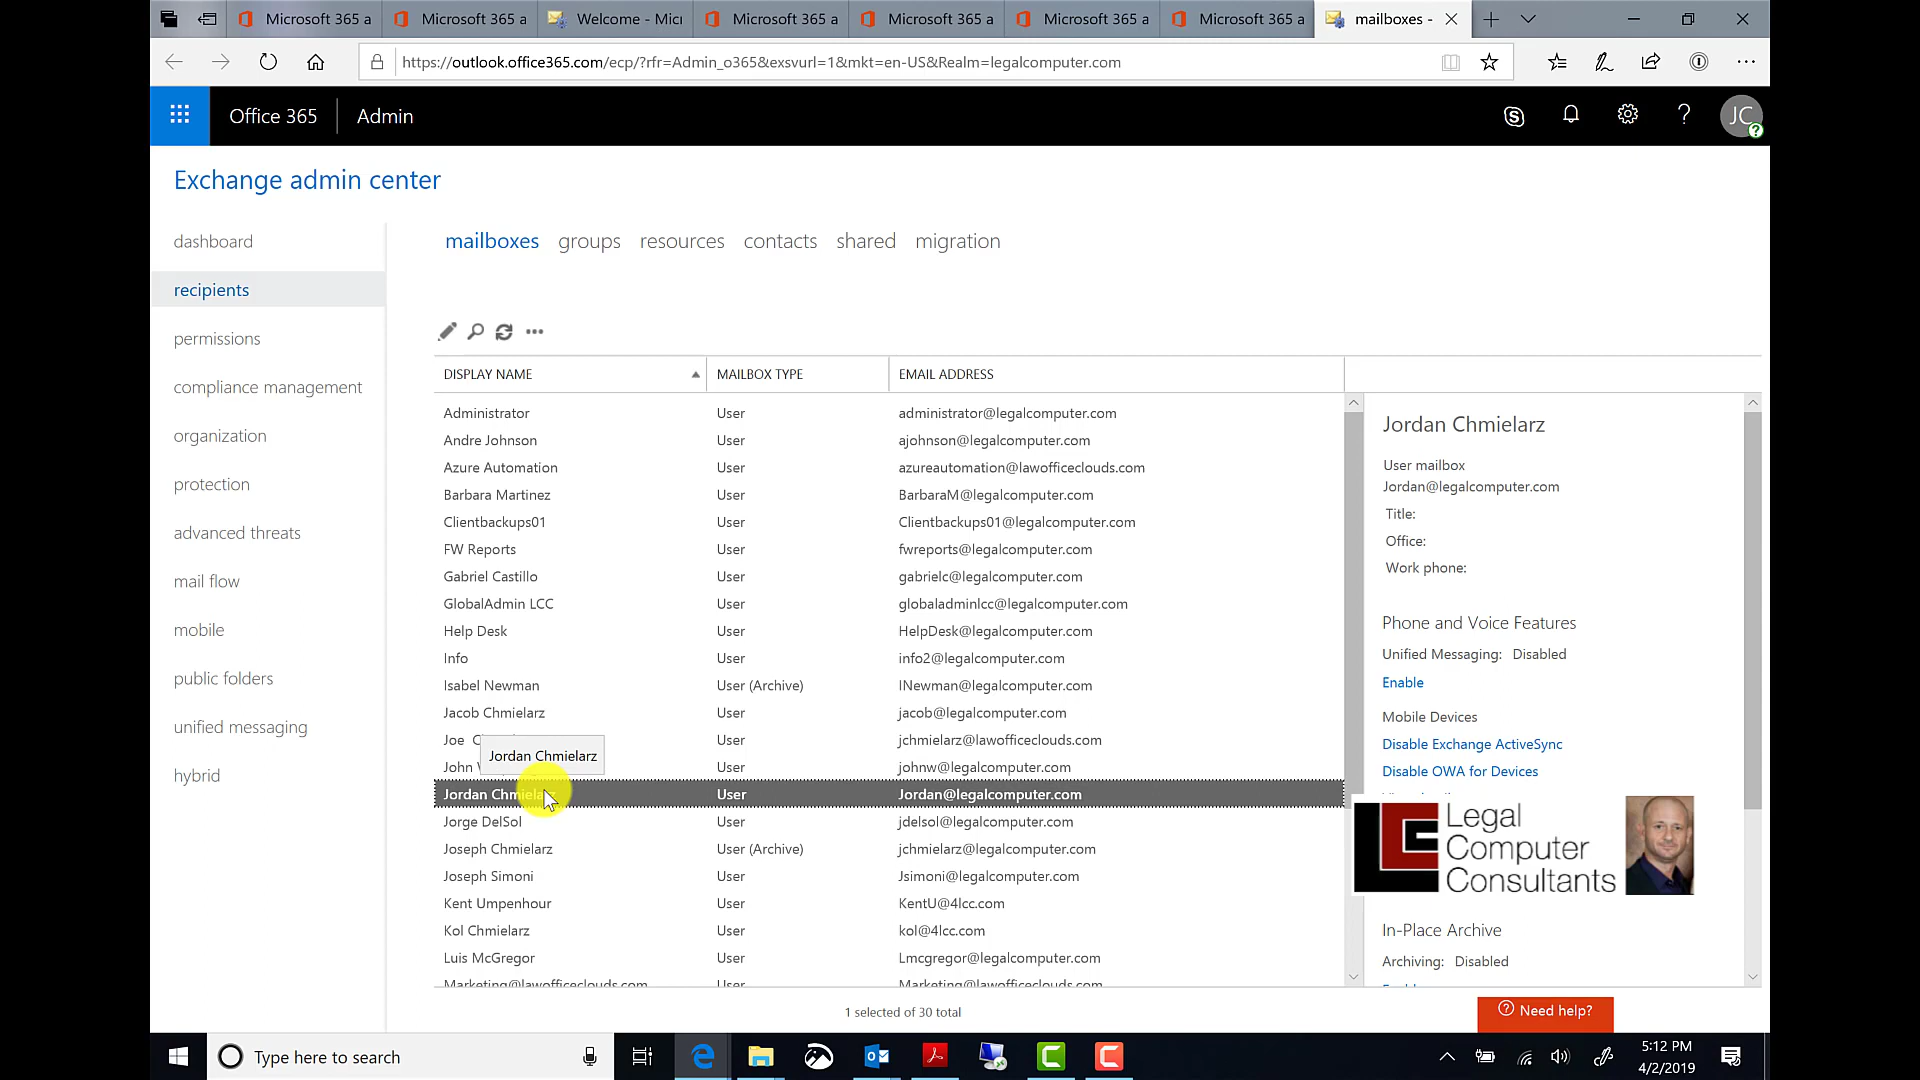 Microsoft 365 a
Microsoft 365 a
Welcome - Micr
Microsoft 365 a
Microsoft 365 a
Microsoft 365 a
Microsoft 365 a
mailboxes -
https://outlook.office365.com/ecp/?rfr=Admin_o365&exsvurl=1&mkt=en-US&Realm=legalcomputer.com
Office 365
Admin
JC
Exchange admin center
dashboard
recipients
permissions
compliance management
organization
protection
advanced threats
mail flow
mobile
public folders
unified messaging
hybrid
mailboxes groups resources contacts shared migration
DISPLAY NAME MAILBOX TYPE EMAIL ADDRESS
Administrator User administrator@legalcomputer.com
Andre Johnson User ajohnson@legalcomputer.com
Azure Automation User azureautomation@lawofficeclouds.com
Barbara Martinez User BarbaraM@legalcomputer.com
Clientbackups01 User Clientbackups01@legalcomputer.com
FW Reports User fwreports@legalcomputer.com
Gabriel Castillo User gabrielc@legalcomputer.com
GlobalAdmin LCC User globaladminlcc@legalcomputer.com
Help Desk User HelpDesk@legalcomputer.com
Info User info2@legalcomputer.com
Isabel Newman User (Archive) INewman@legalcomputer.com
Jacob Chmielarz User jacob@legalcomputer.com
Joe User jchmielarz@lawofficeclouds.com
Jordan Chmielarz
John User johnw@legalcomputer.com
Jordan Chmielarz User Jordan@legalcomputer.com
Jorge DelSol User jdelsol@legalcomputer.com
Joseph Chmielarz User (Archive) jchmielarz@legalcomputer.com
Joseph Simoni User Jsimoni@legalcomputer.com
Kent Umpenhour User KentU@4lcc.com
Kol Chmielarz User kol@4lcc.com
Luis McGregor User Lmcgregor@legalcomputer.com
Marketing@lawofficeclouds.com User Marketing@lawofficeclouds.com
1 selected of 30 total
Jordan Chmielarz
User mailbox
Jordan@legalcomputer.com
Title:
Office:
Work phone:
Phone and Voice Features
Unified Messaging: Disabled
Enable
Mobile Devices
Disable Exchange ActiveSync
Disable OWA for Devices
Legal
Computer
Consultants
In-Place Archive
Archiving: Disabled
Need help?
Type here to search
5:12 PM
4/2/2019